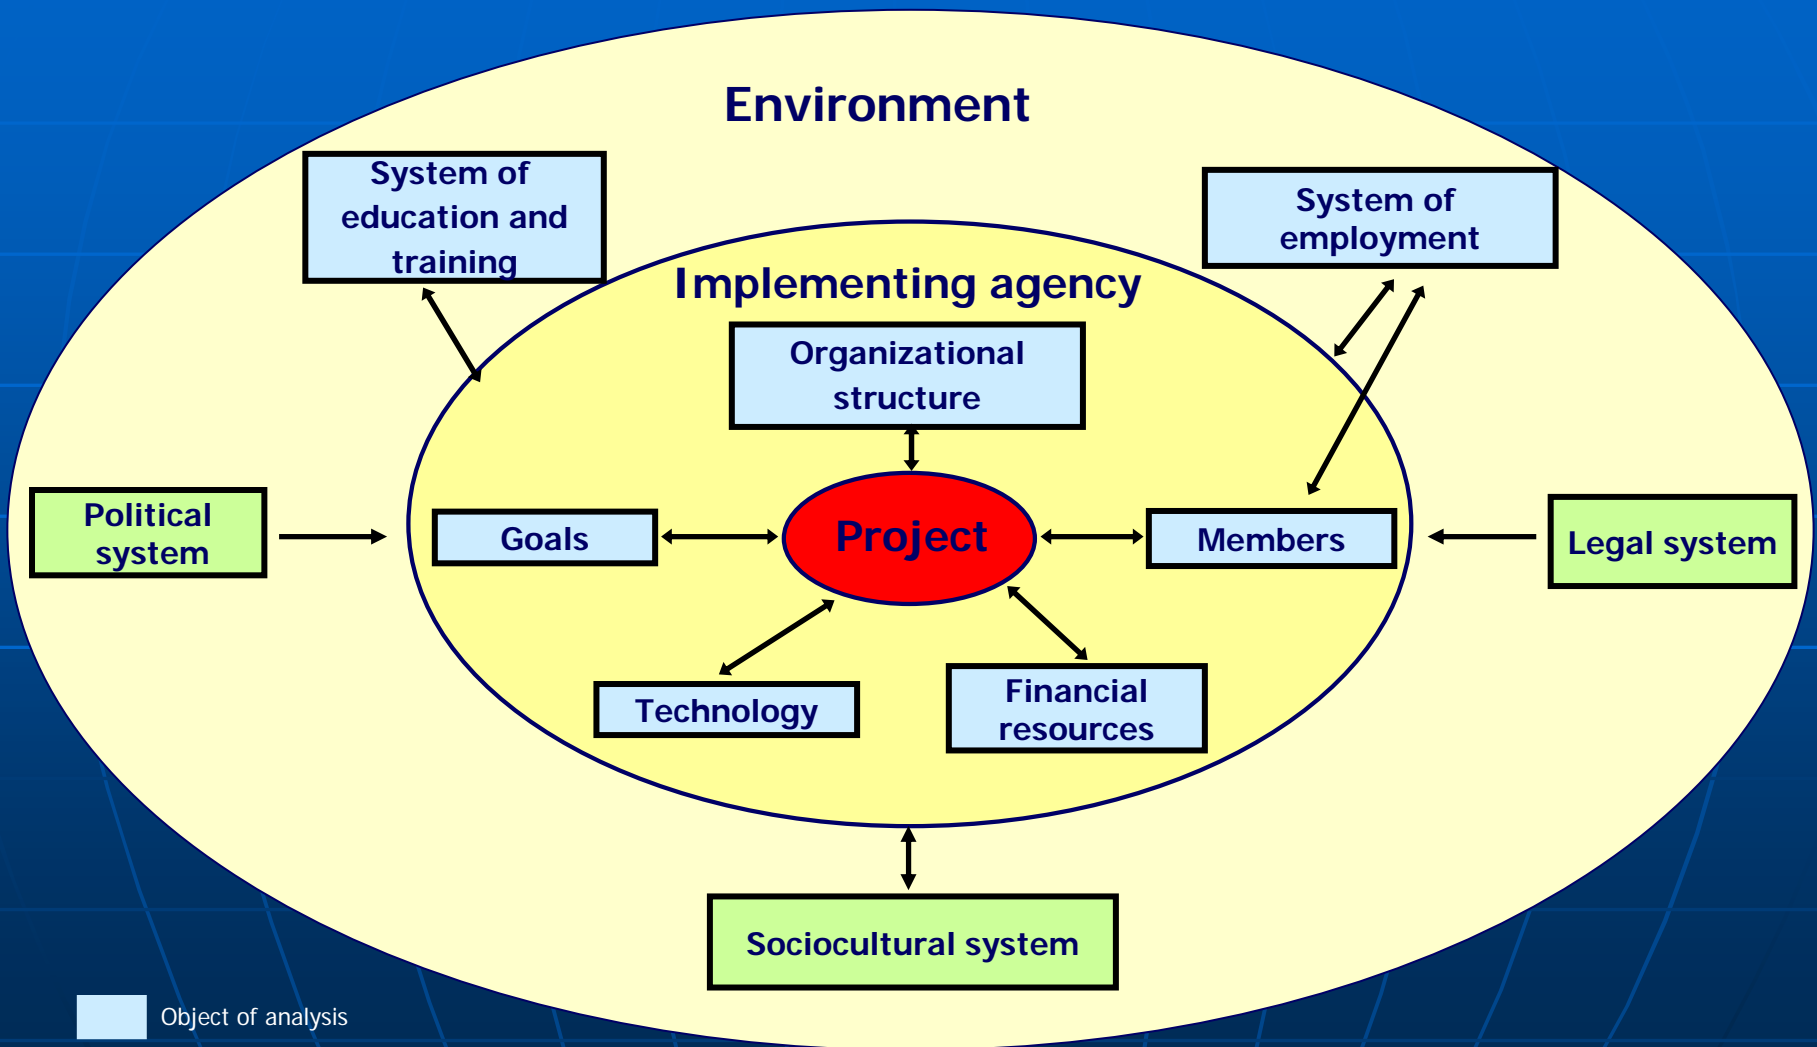 Environment
System of
education and
training
System of
employment
Implementing agency
Organizational
structure
Political
system
Goals
Project
Members
Legal system
Technology
Financial
resources
Sociocultural system
Object of analysis